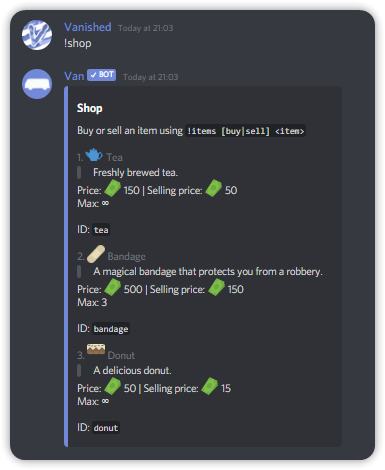 Vanished Today at 21:03
!shop
Van ✓ BOT Today at 21:03
Shop
Buy or sell an item using !items [buy|sell] <item>
1. Tea
Freshly brewed tea.
Price: 150 | Selling price: 50
Max: ∞
ID: tea
2. Bandage
A magical bandage that protects you from a robbery.
Price: 500 | Selling price: 150
Max: 3
ID: bandage
3. Donut
A delicious donut.
Price: 50 | Selling price: 15
Max: ∞
ID: donut